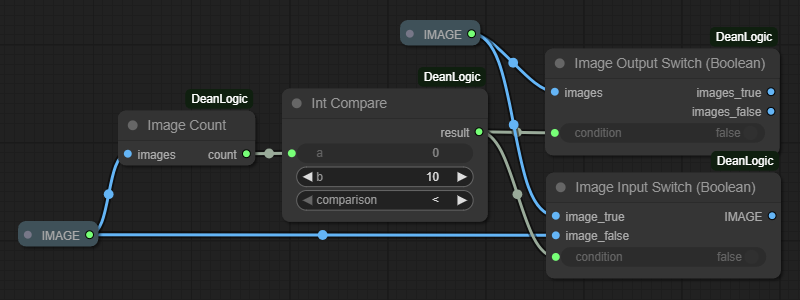 IMAGE
DeanLogic
Image Output Switch (Boolean)
images images_true
images_false
condition false
DeanLogic
Int Compare
result
a 0
b 10
comparison <
DeanLogic
Image Count
images count
DeanLogic
Image Input Switch (Boolean)
image_true IMAGE
image_false
condition false
IMAGE